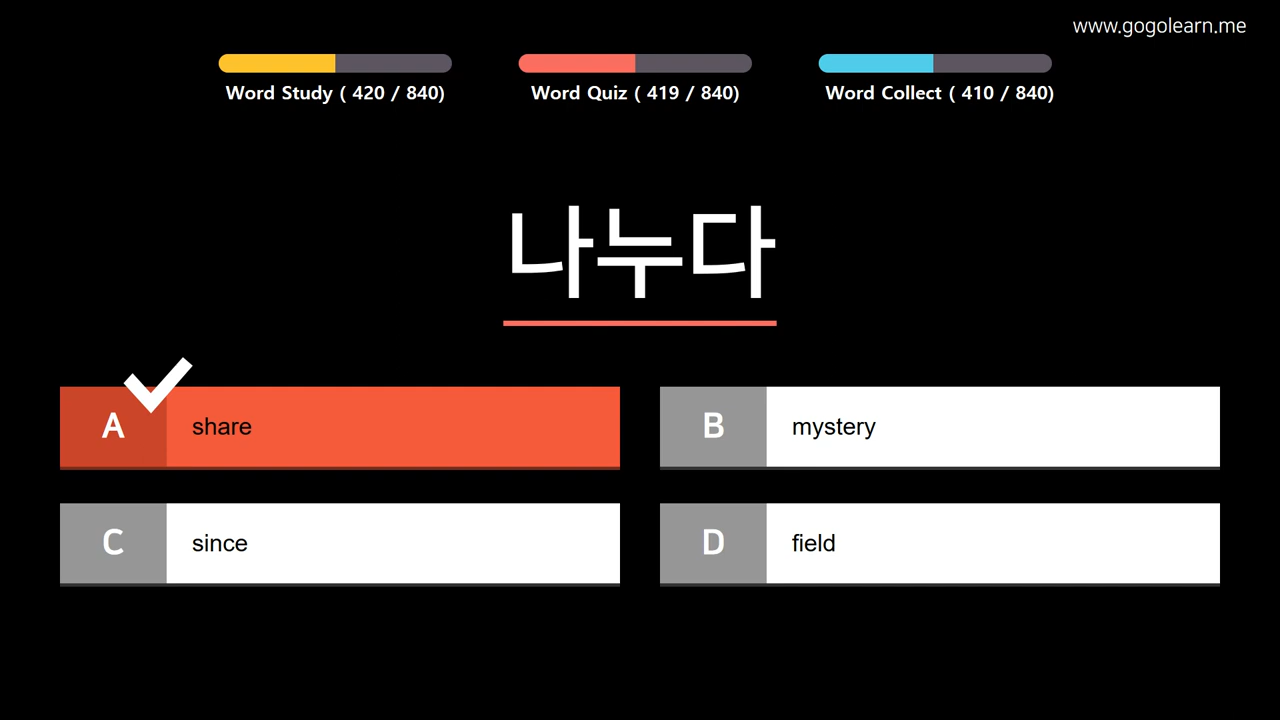 www.gogolearn.me
Word Study ( 420 / 840)
Word Quiz ( 419 / 840)
Word Collect ( 410 / 840)
나누다
A share
B mystery
C since
D field